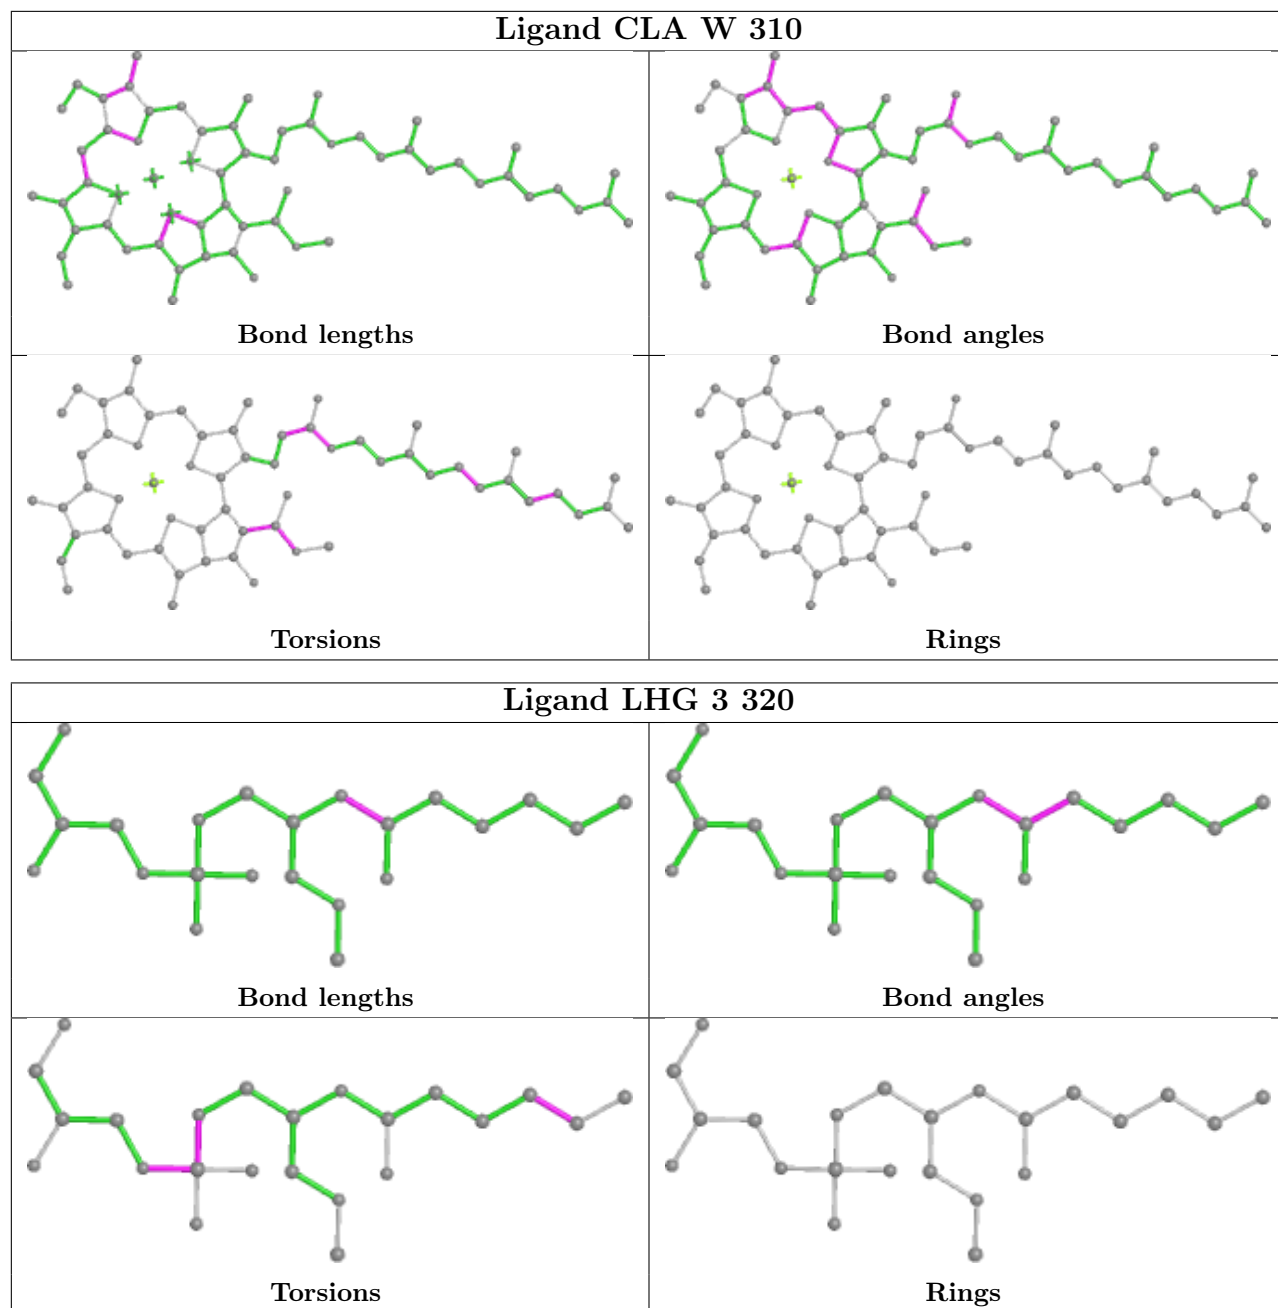 Ligand CLA W 310
Bond lengths
Bond angles
Torsions
Rings
Ligand LHG 3 320
Bond lengths
Bond angles
Torsions
Rings